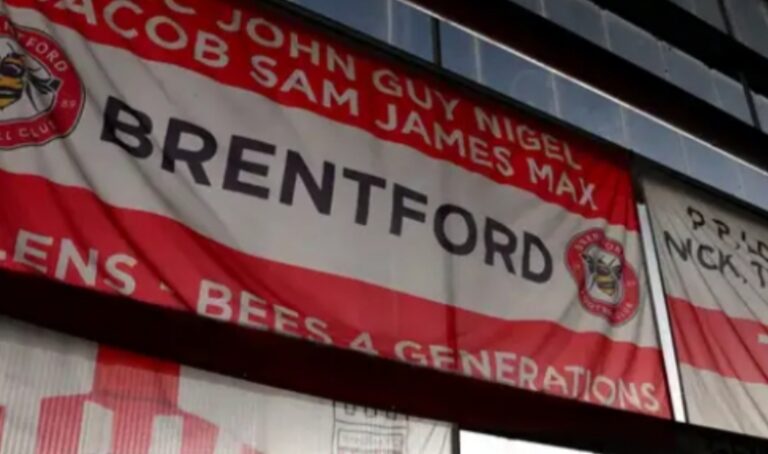 JOHN GUY NIGEL
JACOB SAM JAMES MAX
BRENTFORD
BEES 4 GENERATIONS
NICK,